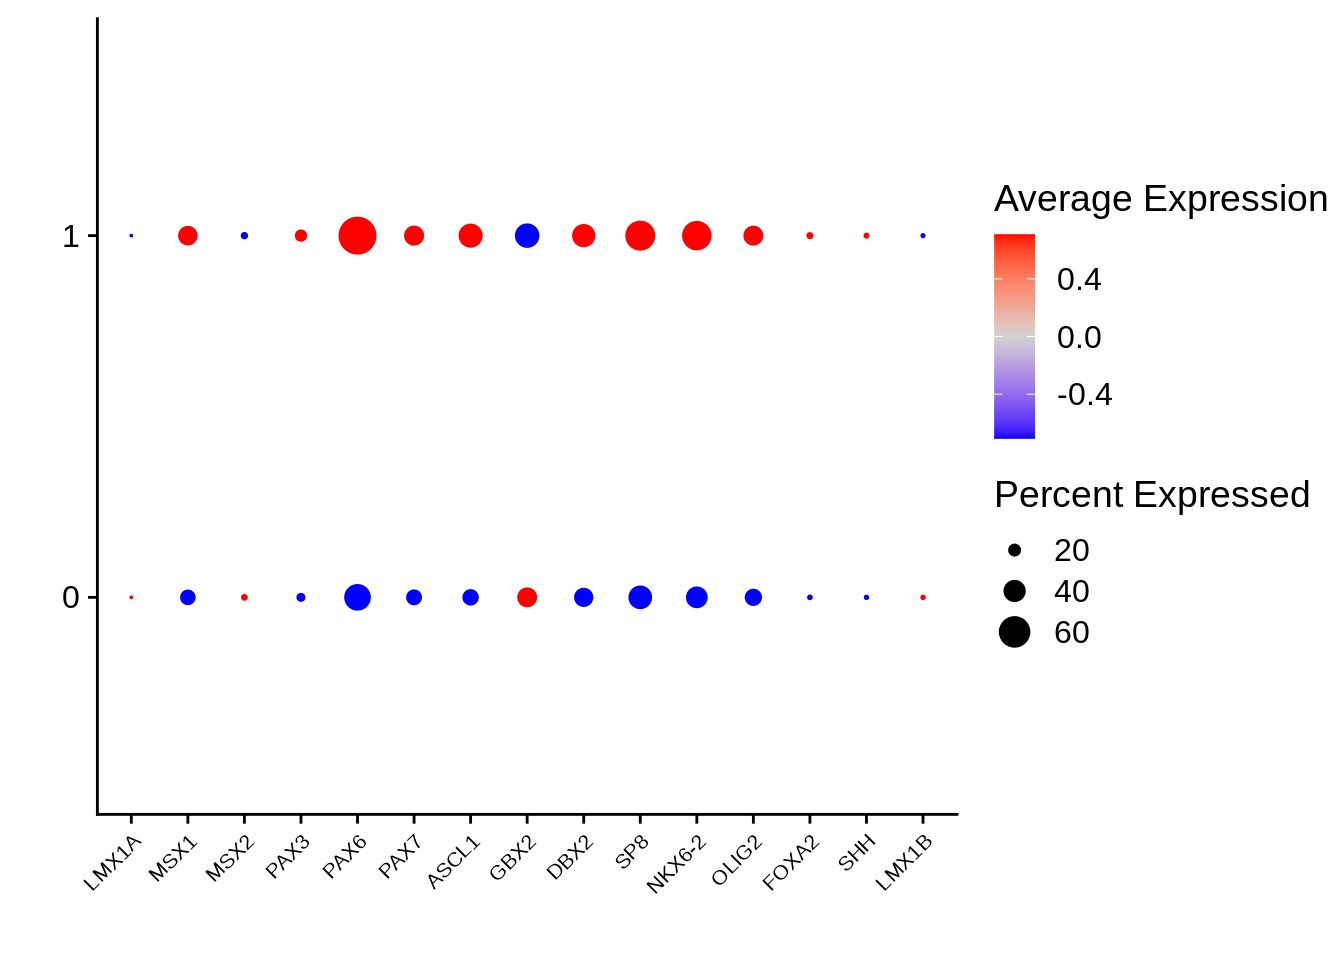 1
0
LMX1A
MSX1
MSX2
PAX3
PAX6
PAX7
ASCL1
GBX2
DBX2
SP8
NKX6-2
OLIG2
FOXA2
SHH
LMX1B
Average Expression
0.4
0.0
-0.4
Percent Expressed
20
40
60